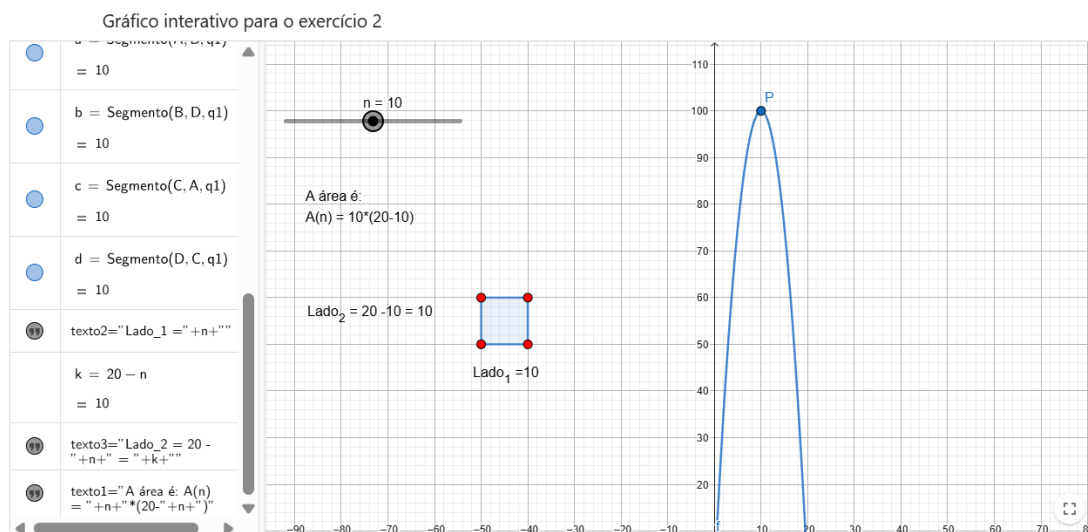 Gráfico interativo para o exercício 2
a = Segmento(A, D, q1)
= 10
b = Segmento(B, D, q1)
= 10
c = Segmento(C, A, q1)
= 10
d = Segmento(D, C, q1)
= 10
texto2="Lado_1 ="+n+""
k = 20 − n
= 10
texto3="Lado_2 = 20 -
"+n+" = "+k+""
texto1="A área é: A(n)
= "+n+"*(20-"+n+")"
n = 10
A área é:
A(n) = 10*(20-10)
Lado2 = 20 -10 = 10
Lado1 =10
P
110
100
90
80
70
60
50
40
30
20
f
−90 −80 −70 −60 −50 −40 −30 −20 −10 10 20 30 40 50 60 70